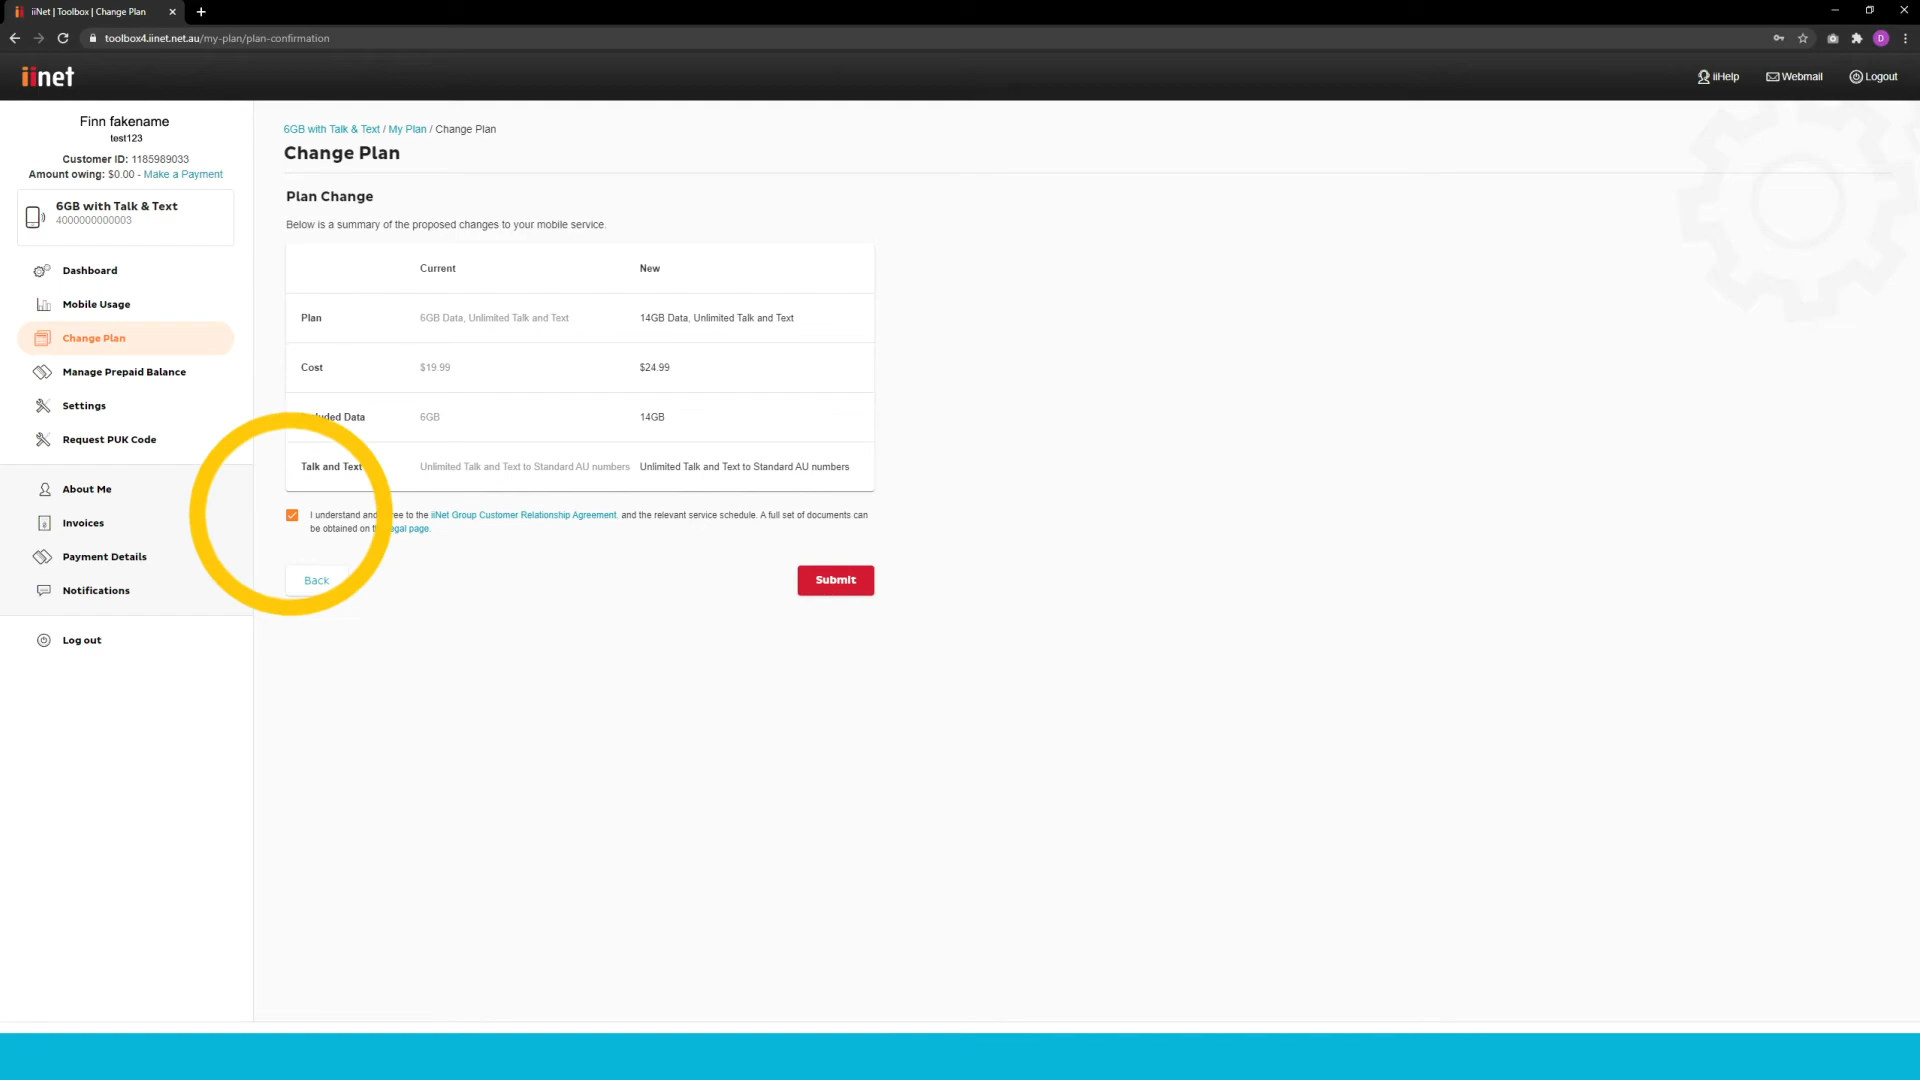 iiNet | Toolbox | Change Plan
toolbox4.iinet.net.au/my-plan/plan-confirmation
D
iinet
iiHelp
Webmail
Logout
Finn fakename
test123
Customer ID: 1185989033
Amount owing: $0.00 - Make a Payment
6GB with Talk & Text
4000000000003
Dashboard
Mobile Usage
Change Plan
Manage Prepaid Balance
Settings
Request PUK Code
About Me
Invoices
Payment Details
Notifications
Log out
6GB with Talk & Text / My Plan / Change Plan
Change Plan
Plan Change
Below is a summary of the proposed changes to your mobile service.
Current New
Plan 6GB Data, Unlimited Talk and Text 14GB Data, Unlimited Talk and Text
Cost $19.99 $24.99
Data 6GB 14GB
Talk and Text Unlimited Talk and Text to Standard AU numbers Unlimited Talk and Text to Standard AU numbers
I understand and to the iiNet Group Customer Relationship Agreement. and the relevant service schedule. A full set of documents can
be obtained on page.
Back
Submit